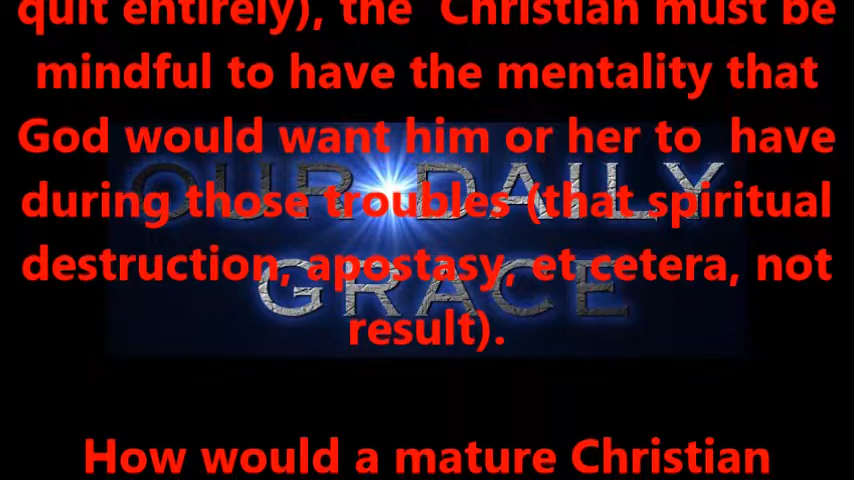 quit entirely), the Christian must be
mindful to have the mentality that
God would want him or her to have
OUR DAILY
during those troubles (that spiritual
destruction, apostasy, et cetera, not
GRACE
result).
How would a mature Christian